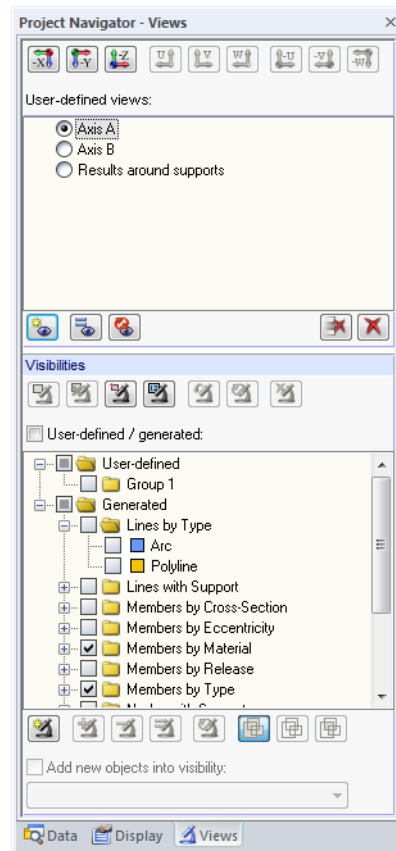 Project Navigator - Views
-X -Y -Z U V W -U -V -W
User-defined views:
Axis A
Axis B
Results around supports
Visibilities
User-defined / generated:
User-defined
Group 1
Generated
Lines by Type
Arc
Polyline
Lines with Support
Members by Cross-Section
Members by Eccentricity
Members by Material
Members by Release
Members by Type
Add new objects into visibility:
Data Display Views